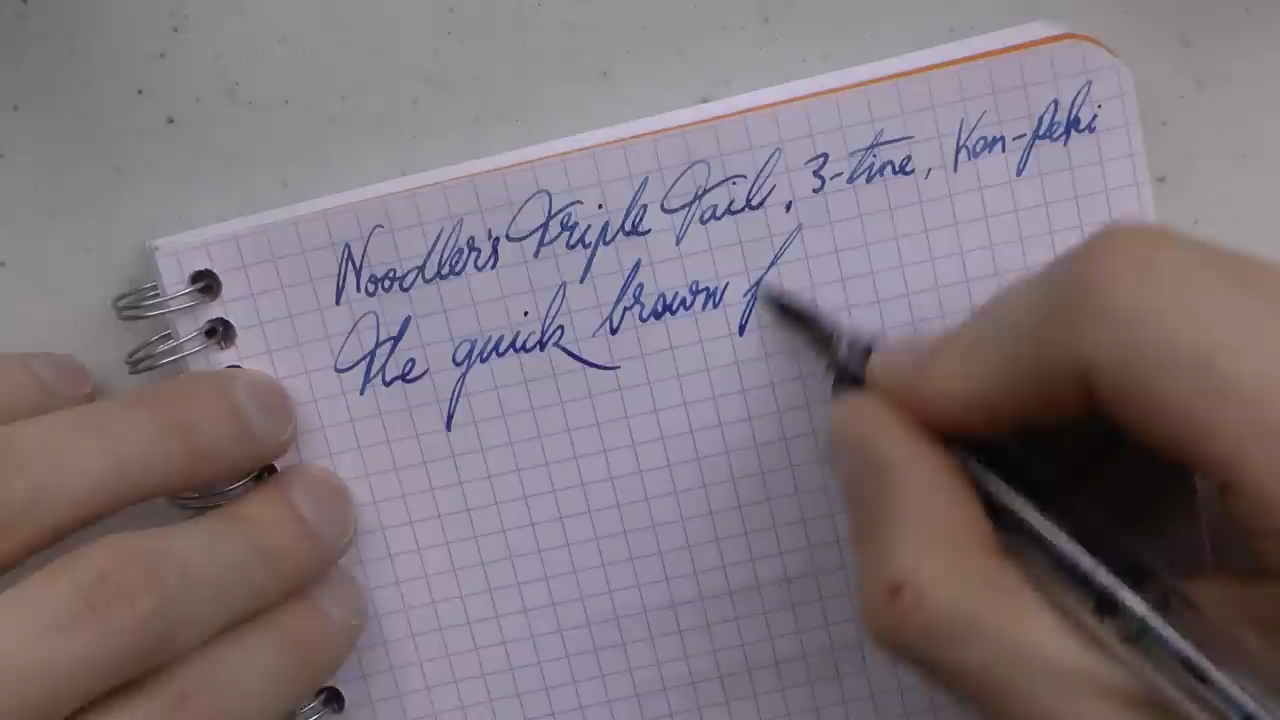 Noodler's Triple Tail, 3-tine, Kon-peki
The quick brown f